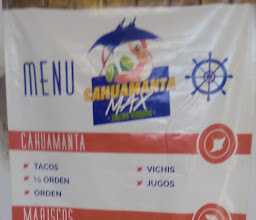 MENU
CAHUAMANTA
MAX
CAHUAMANTA
TACOS
½ ORDEN
ORDEN
VICHIS
JUGOS
MARISCOS